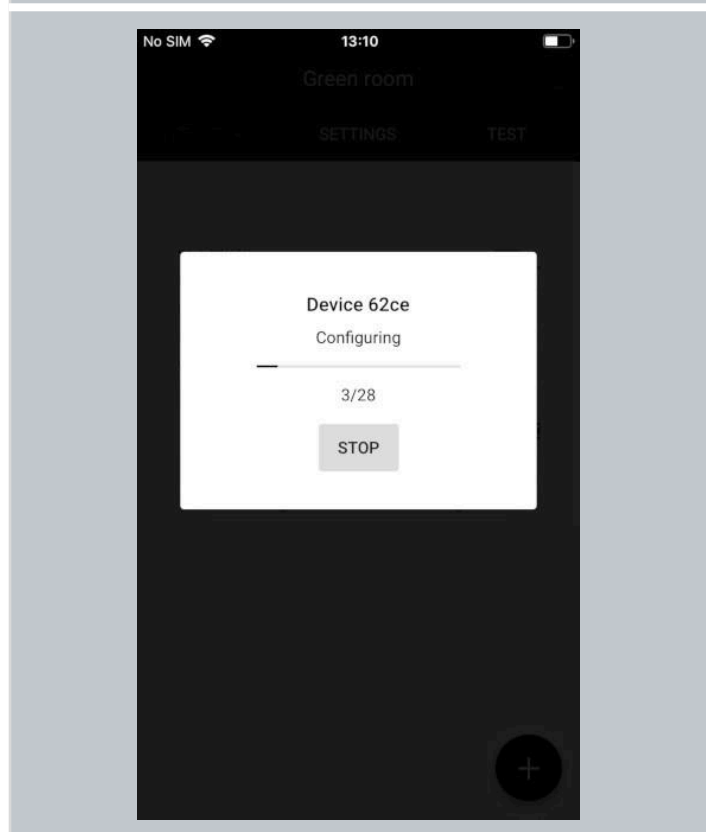 No SIM 13:10
Green room
SETTINGS TEST
Device 62ce
Configuring
3/28
STOP